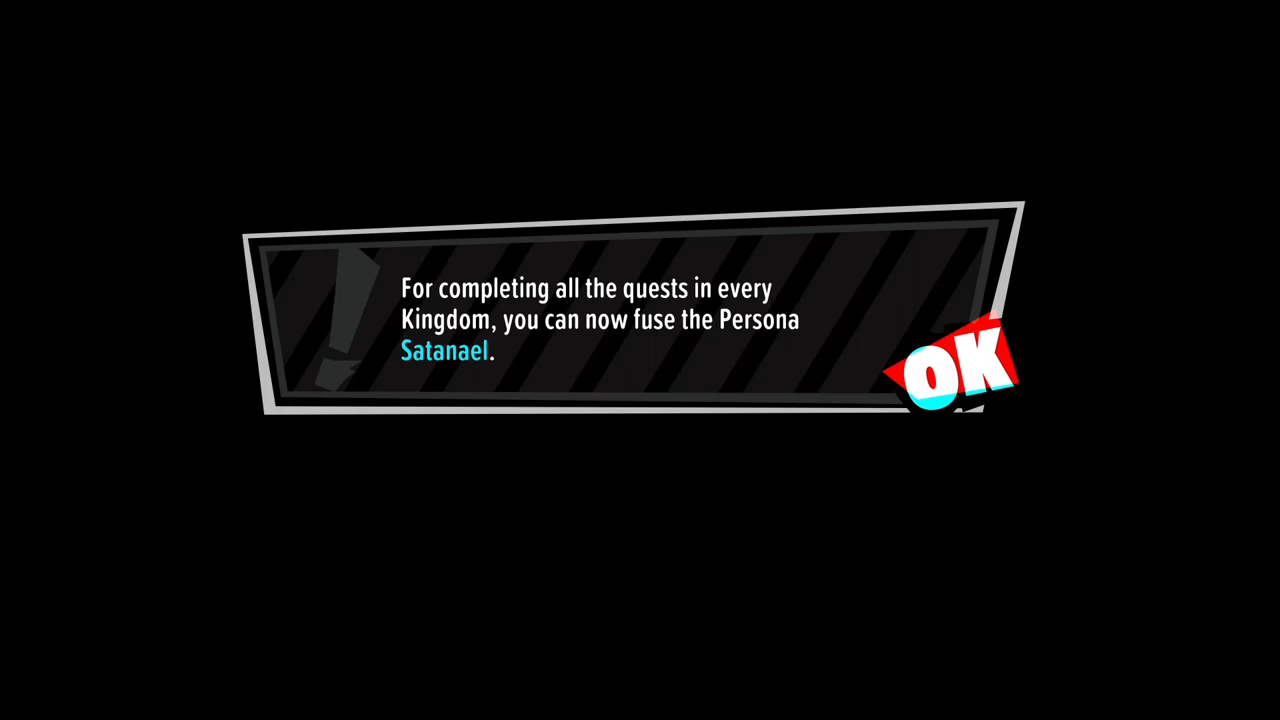 For completing all the quests in every
Kingdom, you can now fuse the Persona
Satanael.
OK